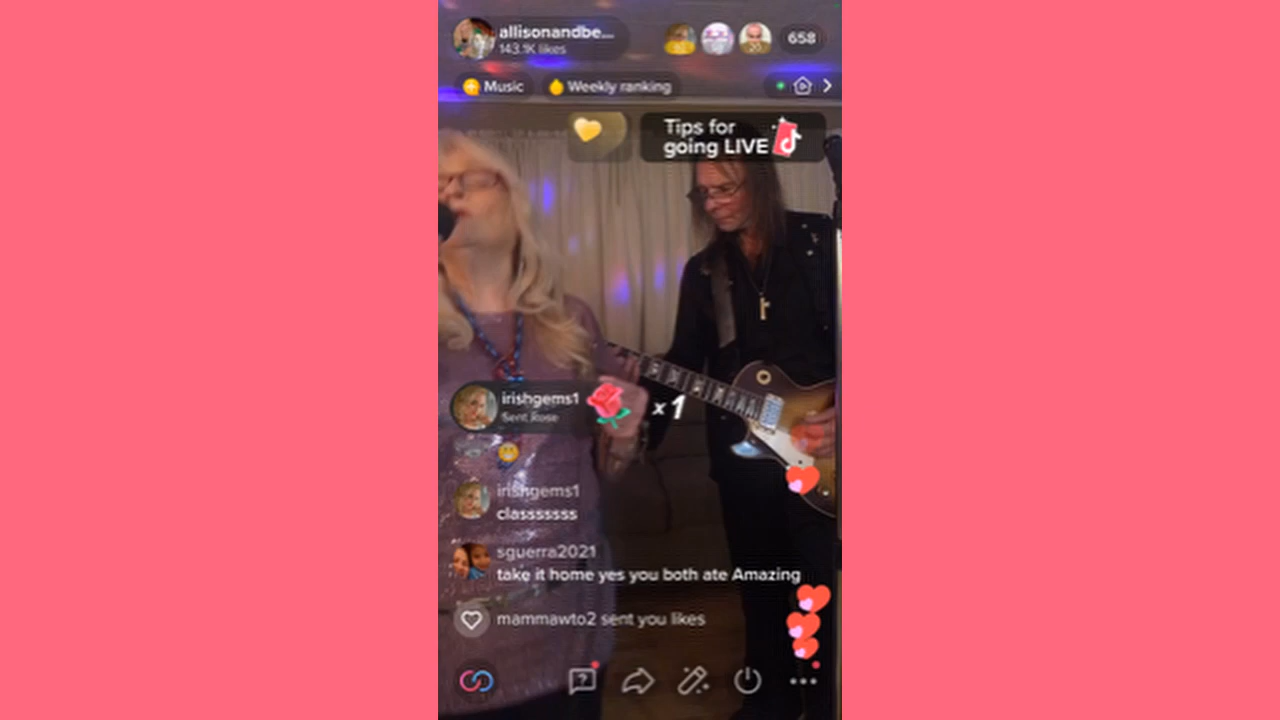 allisonandbe...
143.1K likes
658
Music
Weekly ranking
Tips for
going LIVE
irishgems1
Sent Rose
x1
irishgems1
classsssss
sguerra2021
take it home yes you both ate Amazing
mammawto2 sent you likes